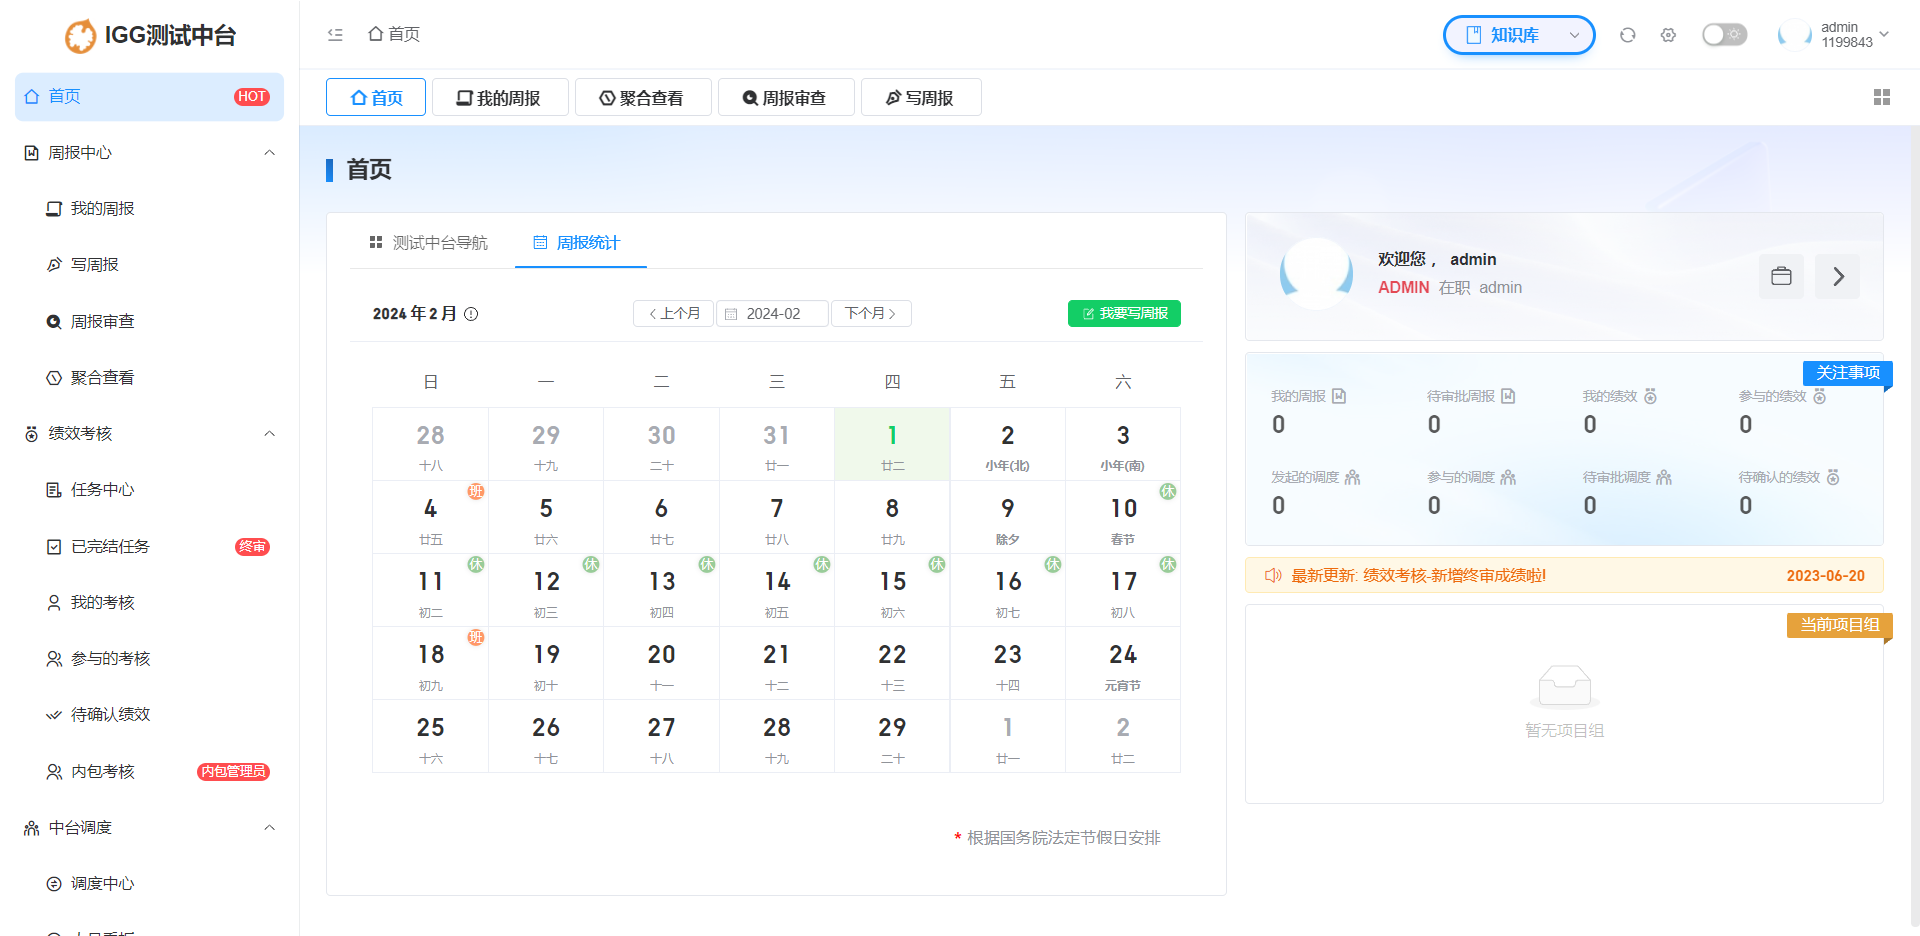 IGG测试中台
首页 HOT
周报中心
我的周报
写周报
周报审查
聚合查看
绩效考核
任务中心
已完结任务 终审
我的考核
参与的考核
待确认绩效
内包考核 内包管理员
中台调度
调度中心
首页
知识库
admin
1199843
首页 我的周报 聚合查看 周报审查 写周报
首页
测试中台导航 周报统计
2024 年 2 月 上个月 2024-02 下个月 我要写周报
日 一 二 三 四 五 六
28 29 30 31 1 2 3
十八 十九 二十 廿一 廿二 小年(北) 小年(南)
班 休
4 5 6 7 8 9 10
廿五 廿六 廿七 廿八 廿九 除夕 春节
休 休 休 休 休 休 休
11 12 13 14 15 16 17
初二 初三 初四 初五 初六 初七 初八
班
18 19 20 21 22 23 24
初九 初十 十一 十二 十三 十四 元宵节
25 26 27 28 29 1 2
十六 十七 十八 十九 二十 廿一 廿二
* 根据国务院法定节假日安排
欢迎您 ， admin
ADMIN 在职 admin
关注事项
我的周报 待审批周报 我的绩效 参与的绩效
0 0 0 0
发起的调度 参与的调度 待审批调度 待确认的绩效
0 0 0 0
最新更新: 绩效考核-新增终审成绩啦! 2023-06-20
当前项目组
暂无项目组